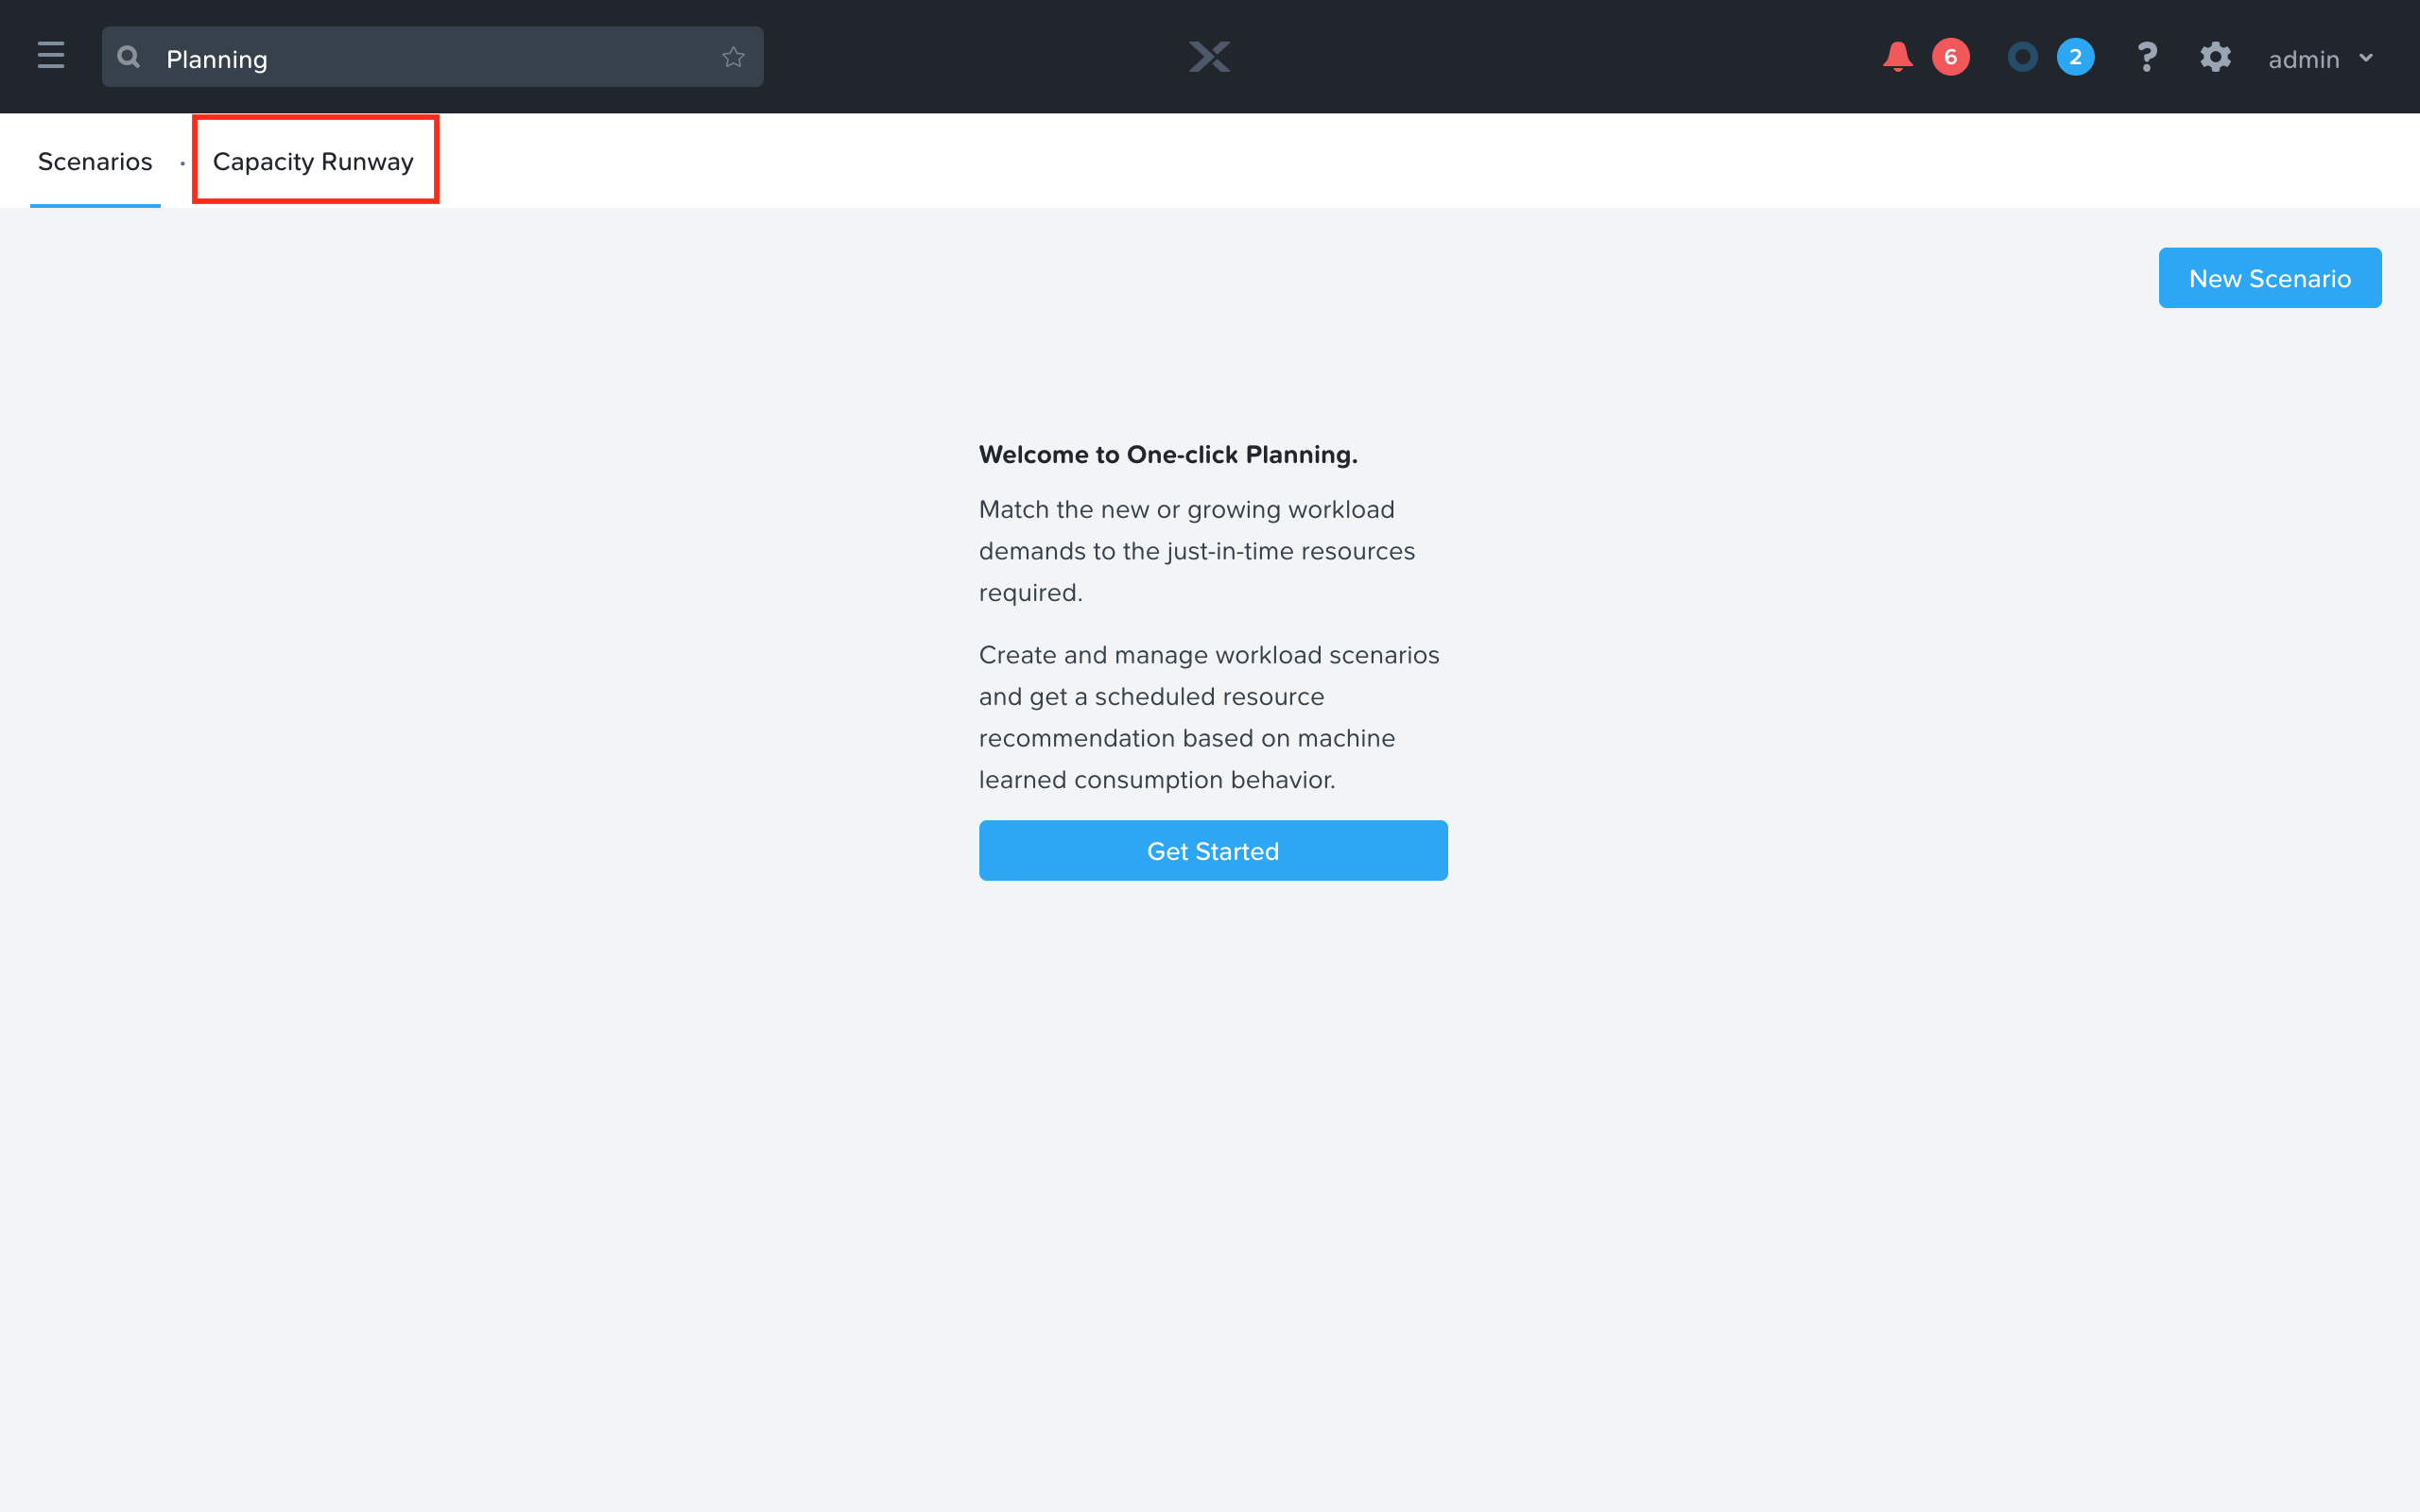 Planning
6
2
?
admin
Scenarios
Capacity Runway
New Scenario
Welcome to One-click Planning.
Match the new or growing workload
demands to the just-in-time resources
required.
Create and manage workload scenarios
and get a scheduled resource
recommendation based on machine
learned consumption behavior.
Get Started